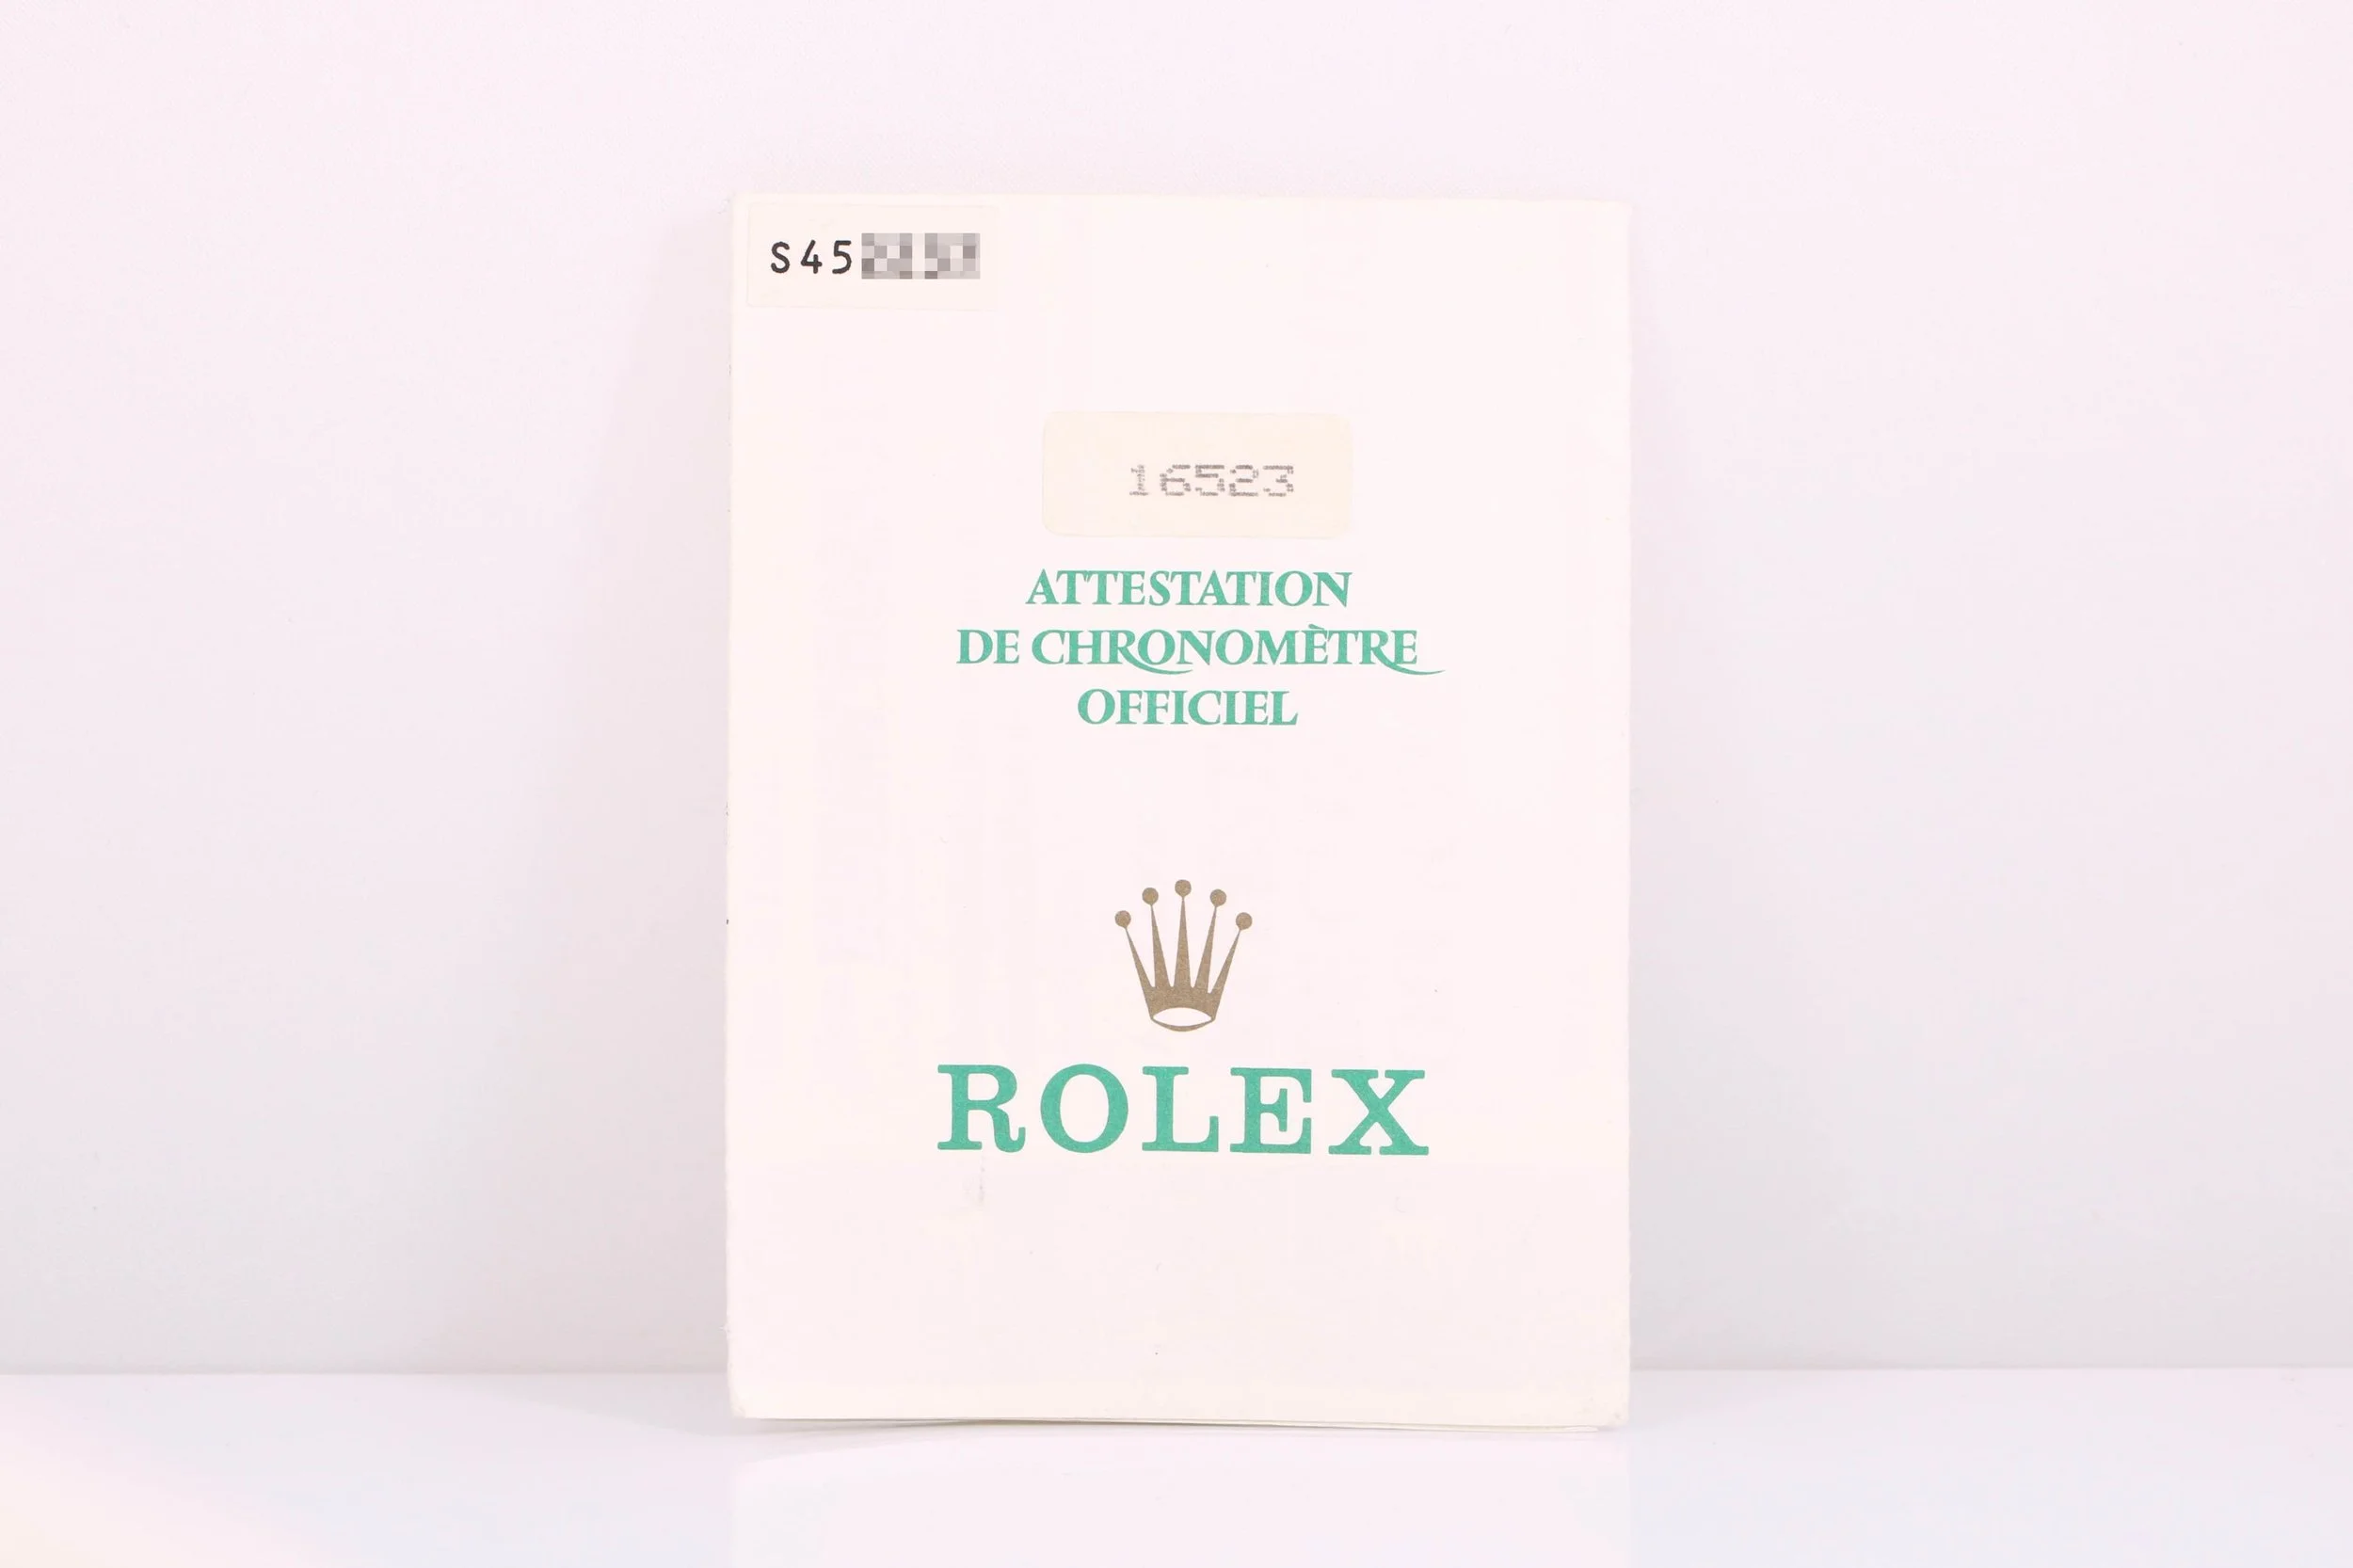 S45
16523
ATTESTATION
DE CHRONOMÈTRE
OFFICIEL
ROLEX